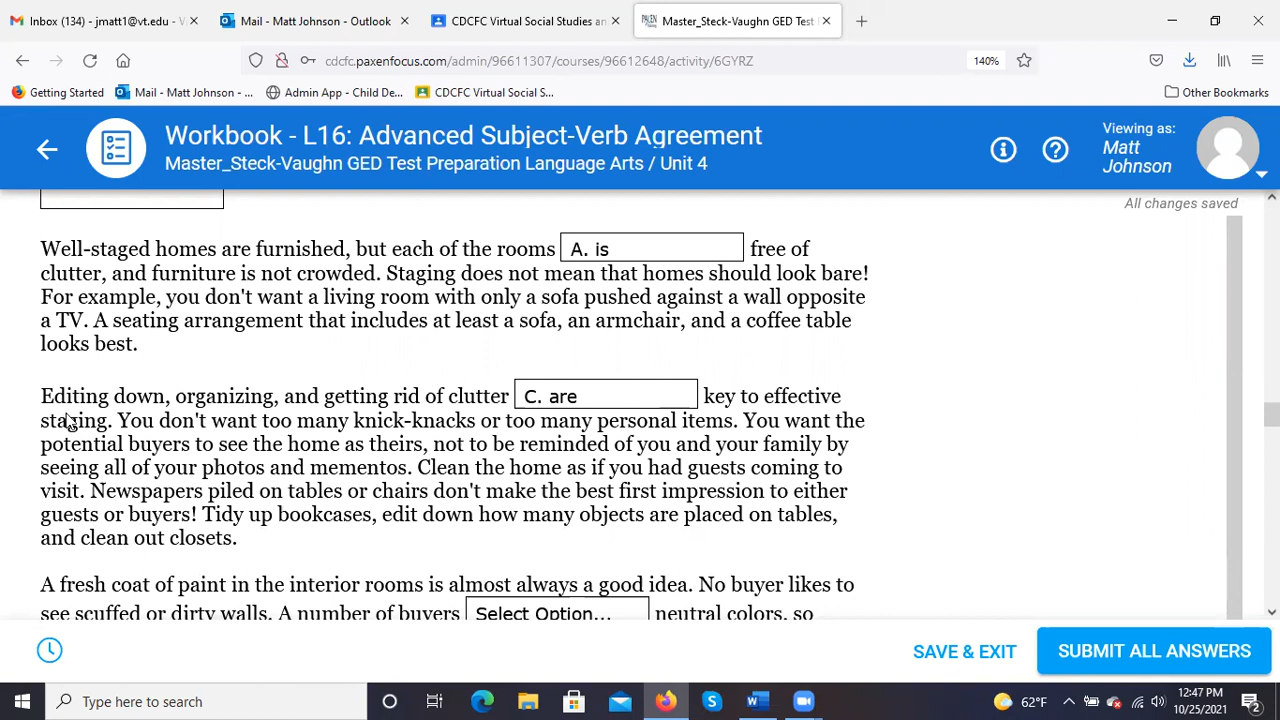 Inbox (134) - jmatt1@vt.edu -
Mail - Matt Johnson - Outlook
CDCFC Virtual Social Studies an
PAXEN
Master_Steck-Vaughn GED Test
cdcfc.paxenfocus.com/admin/96611307/courses/96612648/activity/6GYRZ
140%
Getting Started
Mail - Matt Johnson - ...
Admin App - Child De...
CDCFC Virtual Social S...
Other Bookmarks
Workbook - L16: Advanced Subject-Verb Agreement
Master_Steck-Vaughn GED Test Preparation Language Arts / Unit 4
Viewing as:
Matt
Johnson
All changes saved
Well-staged homes are furnished, but each of the rooms A. is free of
clutter, and furniture is not crowded. Staging does not mean that homes should look bare!
For example, you don't want a living room with only a sofa pushed against a wall opposite
a TV. A seating arrangement that includes at least a sofa, an armchair, and a coffee table
looks best.
Editing down, organizing, and getting rid of clutter C. are key to effective
staging. You don't want too many knick-knacks or too many personal items. You want the
potential buyers to see the home as theirs, not to be reminded of you and your family by
seeing all of your photos and mementos. Clean the home as if you had guests coming to
visit. Newspapers piled on tables or chairs don't make the best first impression to either
guests or buyers! Tidy up bookcases, edit down how many objects are placed on tables,
and clean out closets.
A fresh coat of paint in the interior rooms is almost always a good idea. No buyer likes to
see scuffed or dirty walls. A number of buyers Select Option... neutral colors, so
SAVE & EXIT
SUBMIT ALL ANSWERS
Type here to search
62°F
12:47 PM
10/25/2021
2